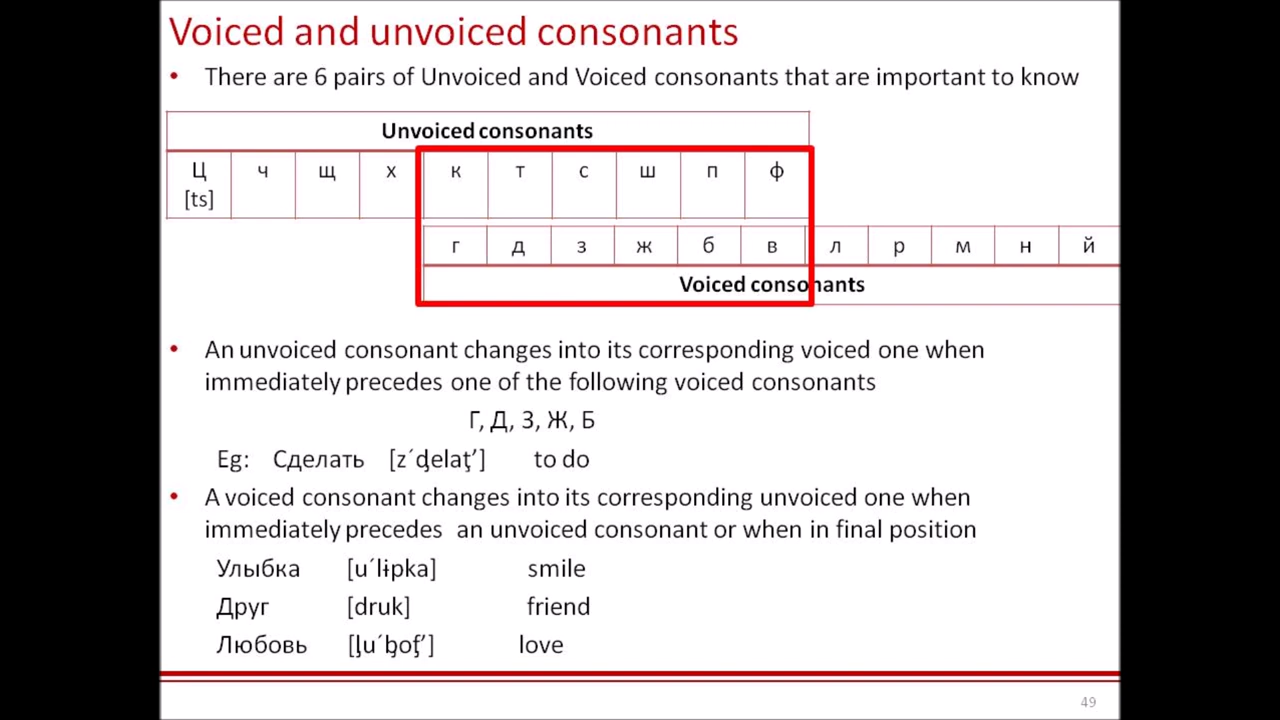 Voiced and unvoiced consonants
• There are 6 pairs of Unvoiced and Voiced consonants that are important to know
Unvoiced consonants
Ц ч щ х к т с ш п ф
[ts]
г д з ж б в л р м н й
Voiced consonants
• An unvoiced consonant changes into its corresponding voiced one when
immediately precedes one of the following voiced consonants
Г, Д, З, Ж, Б
Eg: Сделать [z´d̡elaţ’] to do
• A voiced consonant changes into its corresponding unvoiced one when
immediately precedes an unvoiced consonant or when in final position
Улыбка [u´lɨpka] smile
Друг [druk] friend
Любовь [l̡u´b̡of̡’] love
49